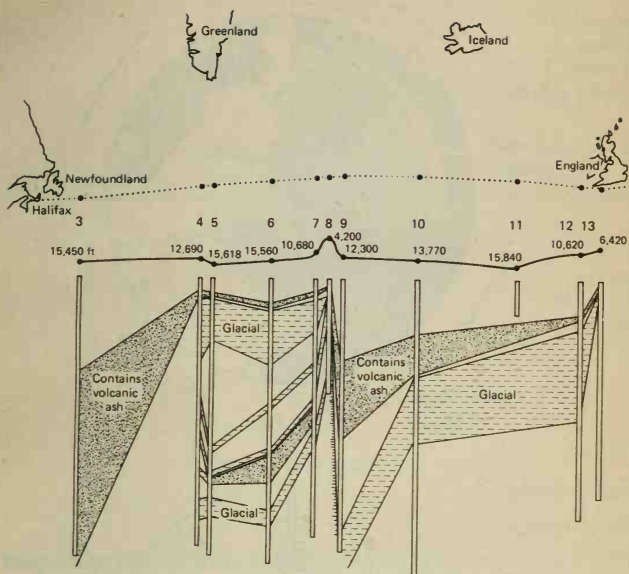 Greenland
Iceland
Newfoundland
Halifax
England
3
4
5
6
7
8
9
10
11
12
13
15,450 ft
12,690
15,618
15,560
10,680
4,200
12,300
13,770
15,840
10,620
6,420
Glacial
Contains
volcanic
ash
Contains
volcanic
ash
Glacial
Glacial